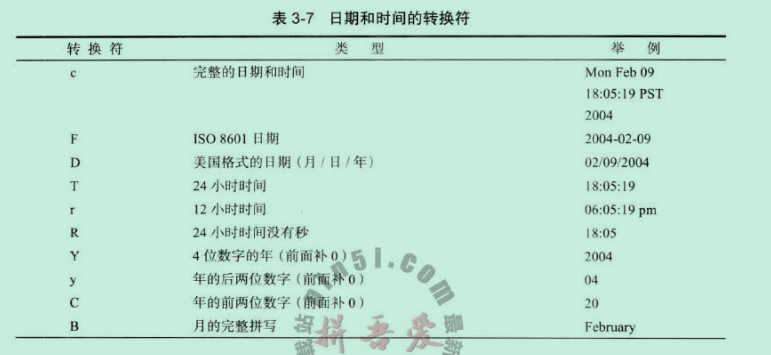 表 3-7 日期和时间的转换符
转 换 符 类 型 举 例
c 完整的日期和时间 Mon Feb 09
18:05:19 PST
2004
F ISO 8601 日期 2004-02-09
D 美国格式的日期（月/日/年） 02/09/2004
T 24 小时时间 18:05:19
r 12 小时时间 06:05:19 pm
R 24 小时时间没有秒 18:05
Y 4 位数字的年（前面补 0） 2004
y 年的后两位数字（前面补 0） 04
C 年的前两位数字（前面补 0） 20
B 月的完整拼写 February
拼吾爱
最新